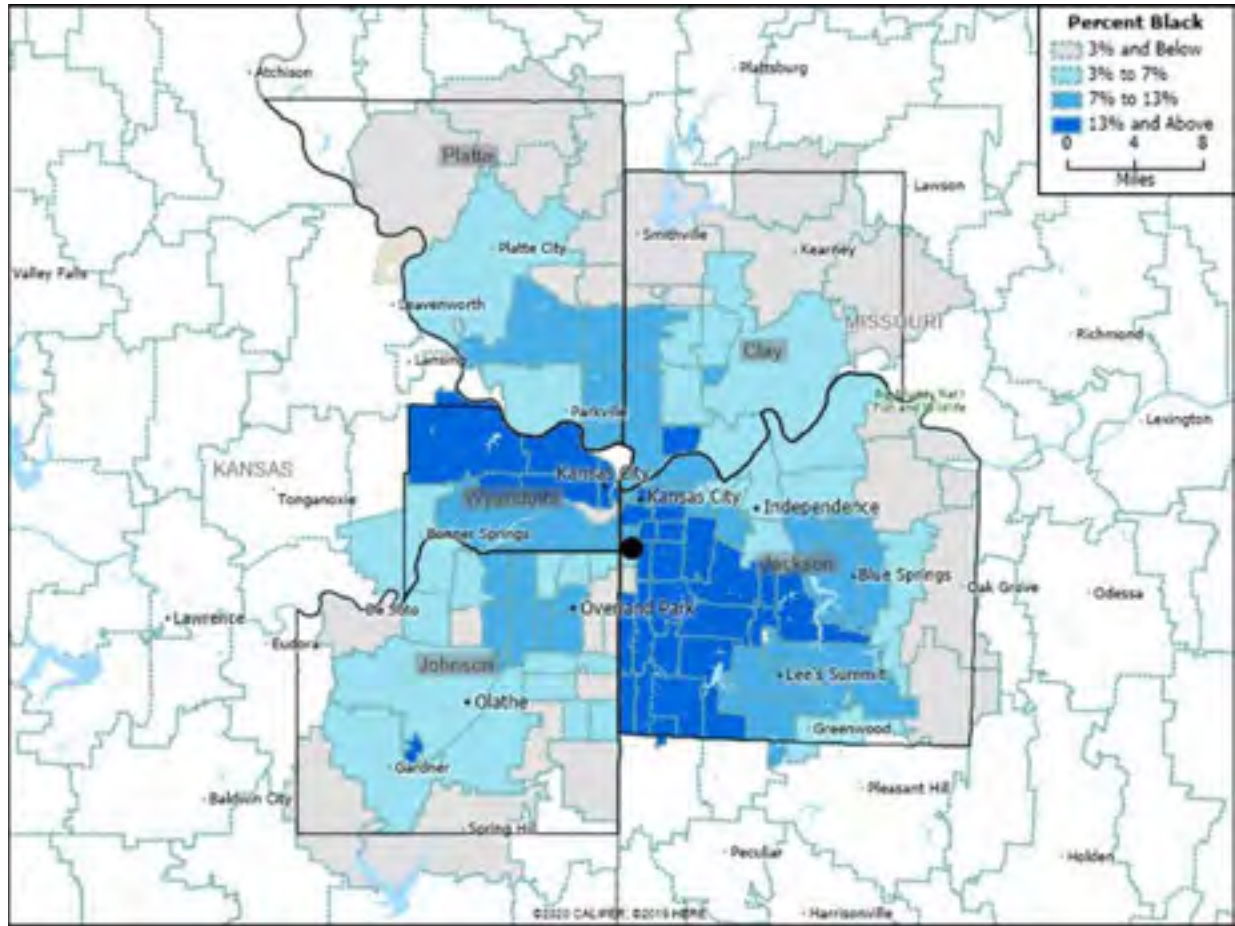 Percent Black
3% and Below
3% to 7%
7% to 13%
13% and Above
0 4 8
Miles
Atchison
Plattsburg
Platte
Lawson
Smithville
Platte City
Kearney
Valley Falls
Leavenworth
MISSOURI
Richmond
Clay
Lansing
Parkville
Lexington
KANSAS
Kansas City
Tonganoxie
Wyandotte
Kansas City
Independence
Bonner Springs
Jackson
Blue Springs
Oak Grove
Odessa
De Soto
Overland Park
Lawrence
Eudora
Johnson
Lee's Summit
Olathe
Greenwood
Gardner
Baldwin City
Pleasant Hill
Spring Hill
Peculiar
Holden
©2020 CALIPER; ©2019 HERE
Harrisonville